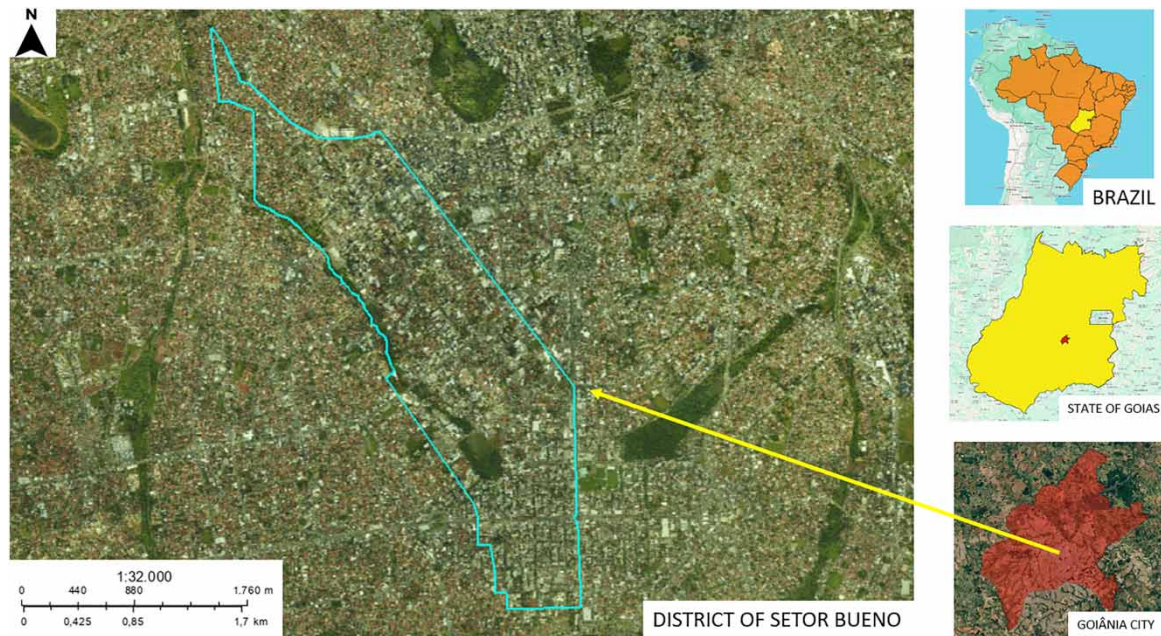 N
BRAZIL
STATE OF GOIAS
1:32.000
0 440 880 1.760 m
0 0,425 0,85 1,7 km
DISTRICT OF SETOR BUENO
GOIÂNIA CITY